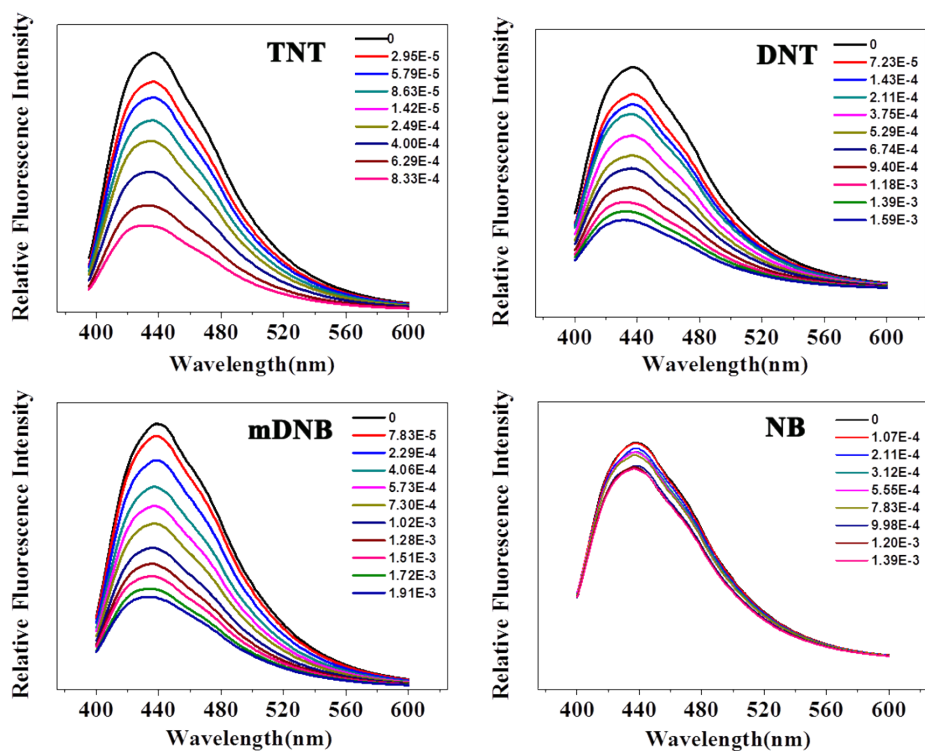 TNT
0
2.95E-5
5.79E-5
8.63E-5
1.42E-5
2.49E-4
4.00E-4
6.29E-4
8.33E-4
Relative Fluorescence Intensity
400 440 480 520 560 600
Wavelength(nm)
DNT
0
7.23E-5
1.43E-4
2.11E-4
3.75E-4
5.29E-4
6.74E-4
9.40E-4
1.18E-3
1.39E-3
1.59E-3
Relative Fluorescence Intensity
400 440 480 520 560 600
Wavelength(nm)
mDNB
0
7.83E-5
2.29E-4
4.06E-4
5.73E-4
7.30E-4
1.02E-3
1.28E-3
1.51E-3
1.72E-3
1.91E-3
Relative Fluorescence Intensity
400 440 480 520 560 600
Wavelength(nm)
NB
0
1.07E-4
2.11E-4
3.12E-4
5.55E-4
7.83E-4
9.98E-4
1.20E-3
1.39E-3
Relative Fluorescence Intensity
400 440 480 520 560 600
Wavelength(nm)